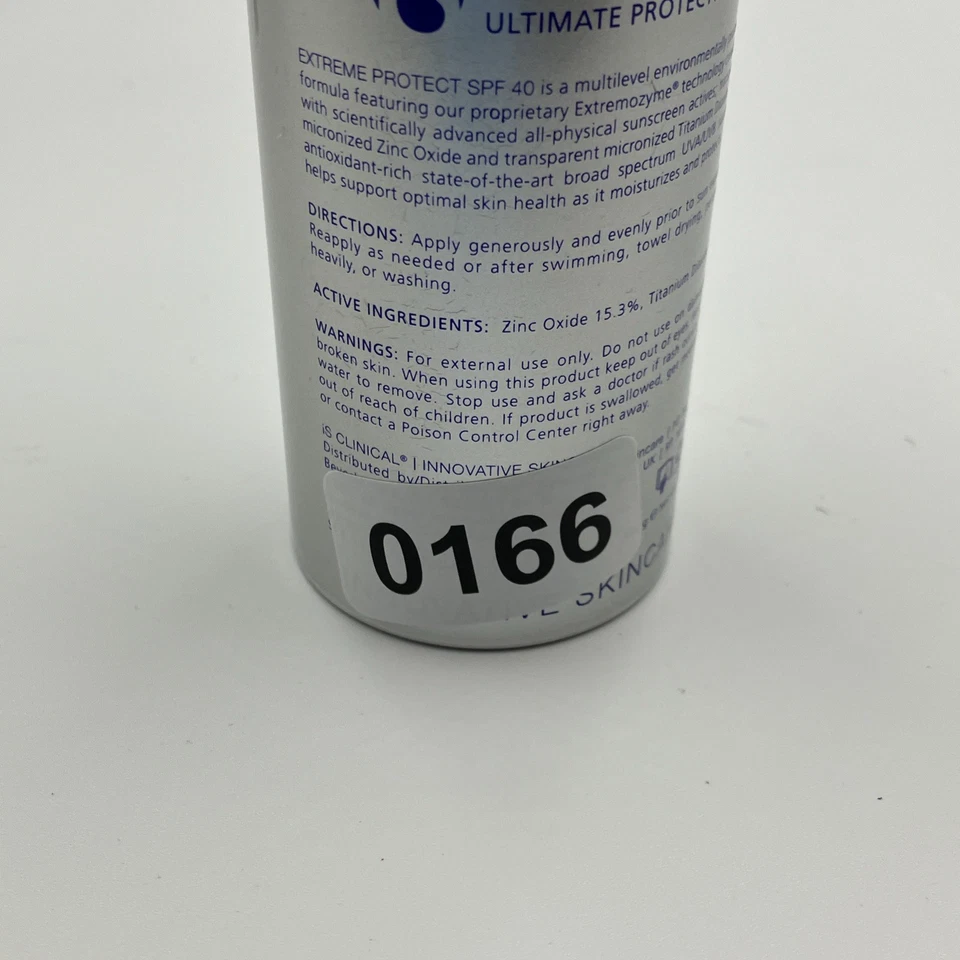 ULTIMATE PROTECT
EXTREME PROTECT SPF 40 is a multilevel environmentally
formula featuring our proprietary Extremozyme® technology
with scientifically advanced all-physical sunscreen actives,
micronized Zinc Oxide and transparent micronized Titanium
antioxidant-rich state-of-the-art broad spectrum UVA/UVB
helps support optimal skin health as it moisturizes and
DIRECTIONS: Apply generously and evenly prior to sun
Reapply as needed or after swimming, towel drying,
heavily, or washing.
ACTIVE INGREDIENTS: Zinc Oxide 15.3%, Titanium
WARNINGS: For external use only. Do not use on
broken skin. When using this product keep out of eyes.
water to remove. Stop use and ask a doctor if rash
out of reach of children. If product is swallowed, get
or contact a Poison Control Center right away.
iS CLINICAL® | INNOVATIVE
Distributed by/
UK
0166
SKINCA